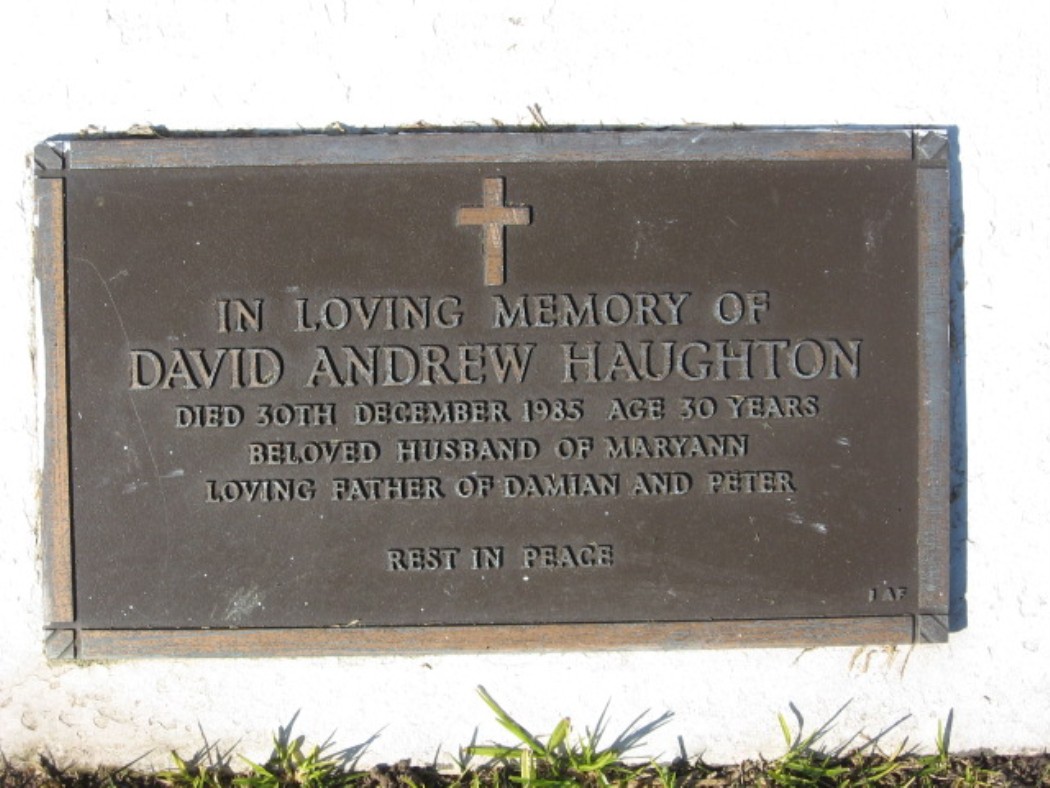 IN LOVING MEMORY OF
DAVID ANDREW HAUGHTON
DIED 30TH DECEMBER 1985 AGE 30 YEARS
BELOVED HUSBAND OF MARYANN
LOVING FATHER OF DAMIAN AND PETER
REST IN PEACE